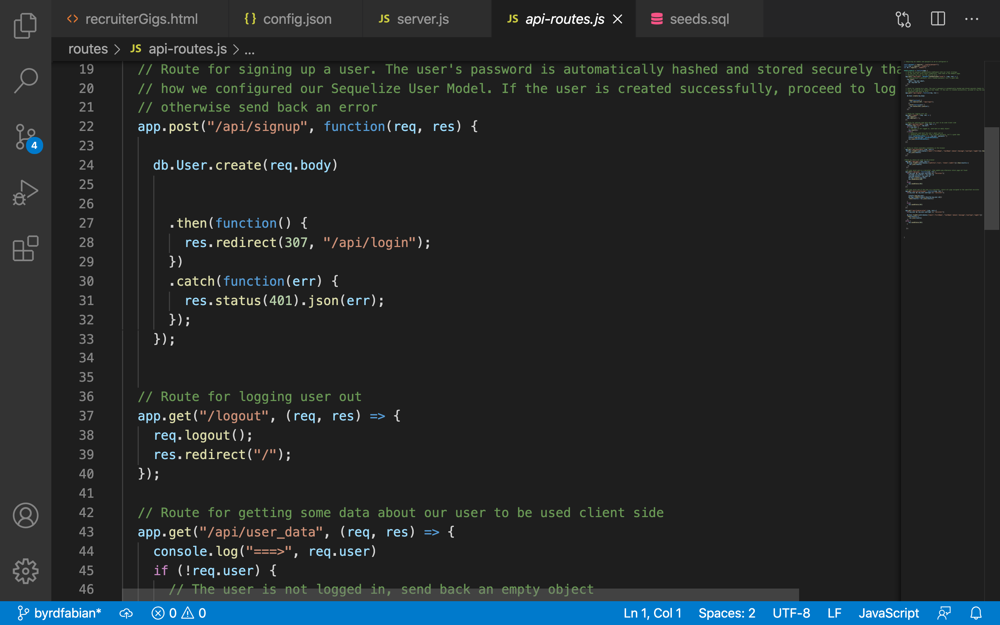 recruiterGigs.html
{} config.json
JS server.js
JS api-routes.js
seeds.sql
routes > JS api-routes.js > ...
19 // Route for signing up a user. The user's password is automatically hashed and stored securely tha
20 // how we configured our Sequelize User Model. If the user is created successfully, proceed to log
21 // otherwise send back an error
22 app.post("/api/signup", function(req, res) {
23
24 db.User.create(req.body)
25
26
27 .then(function() {
28 res.redirect(307, "/api/login");
29 })
30 .catch(function(err) {
31 res.status(401).json(err);
32 });
33 });
34
35
36 // Route for logging user out
37 app.get("/logout", (req, res) => {
38 req.logout();
39 res.redirect("/");
40 });
41
42 // Route for getting some data about our user to be used client side
43 app.get("/api/user_data", (req, res) => {
44 console.log("===>", req.user)
45 if (!req.user) {
46 // The user is not logged in, send back an empty object
4
byrdfabian* 0 0 Ln 1, Col 1 Spaces: 2 UTF-8 LF JavaScript